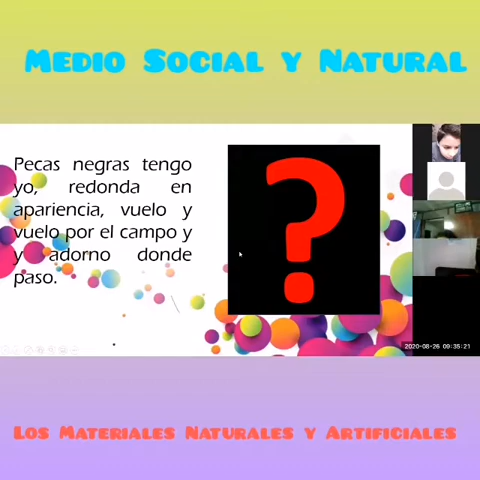 Medio Social y Natural
Pecas negras tengo
yo, redonda en
apariencia, vuelo y
vuelo por el campo y
y adorno donde
paso.
?
2020-08-26 09:35:21
Los Materiales Naturales y Artificiales